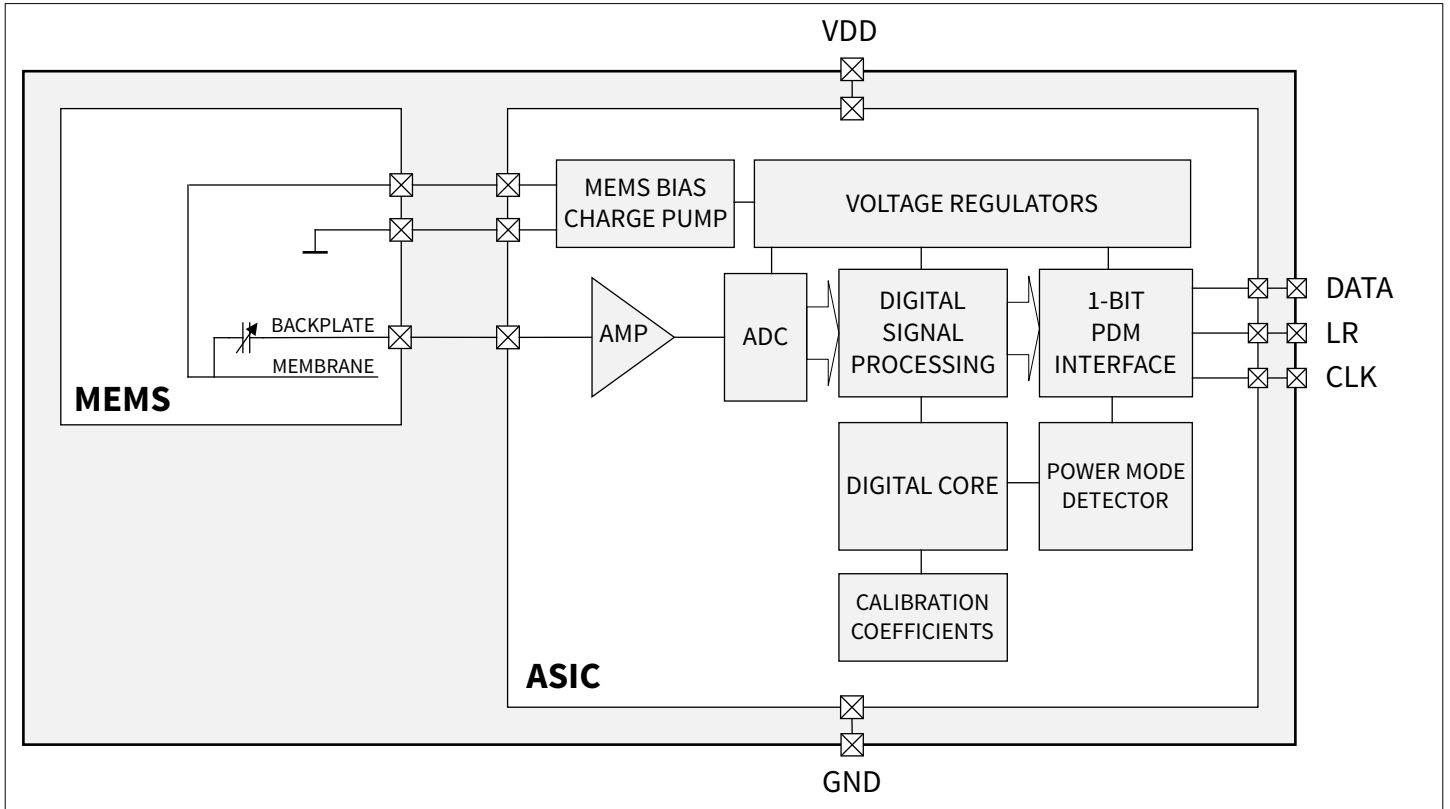 VDD
MEMS BIAS
CHARGE PUMP
VOLTAGE REGULATORS
BACKPLATE
MEMBRANE
MEMS
AMP
ADC
DIGITAL
SIGNAL
PROCESSING
1-BIT
PDM
INTERFACE
DATA
LR
CLK
DIGITAL CORE
POWER MODE
DETECTOR
CALIBRATION
COEFFICIENTS
ASIC
GND